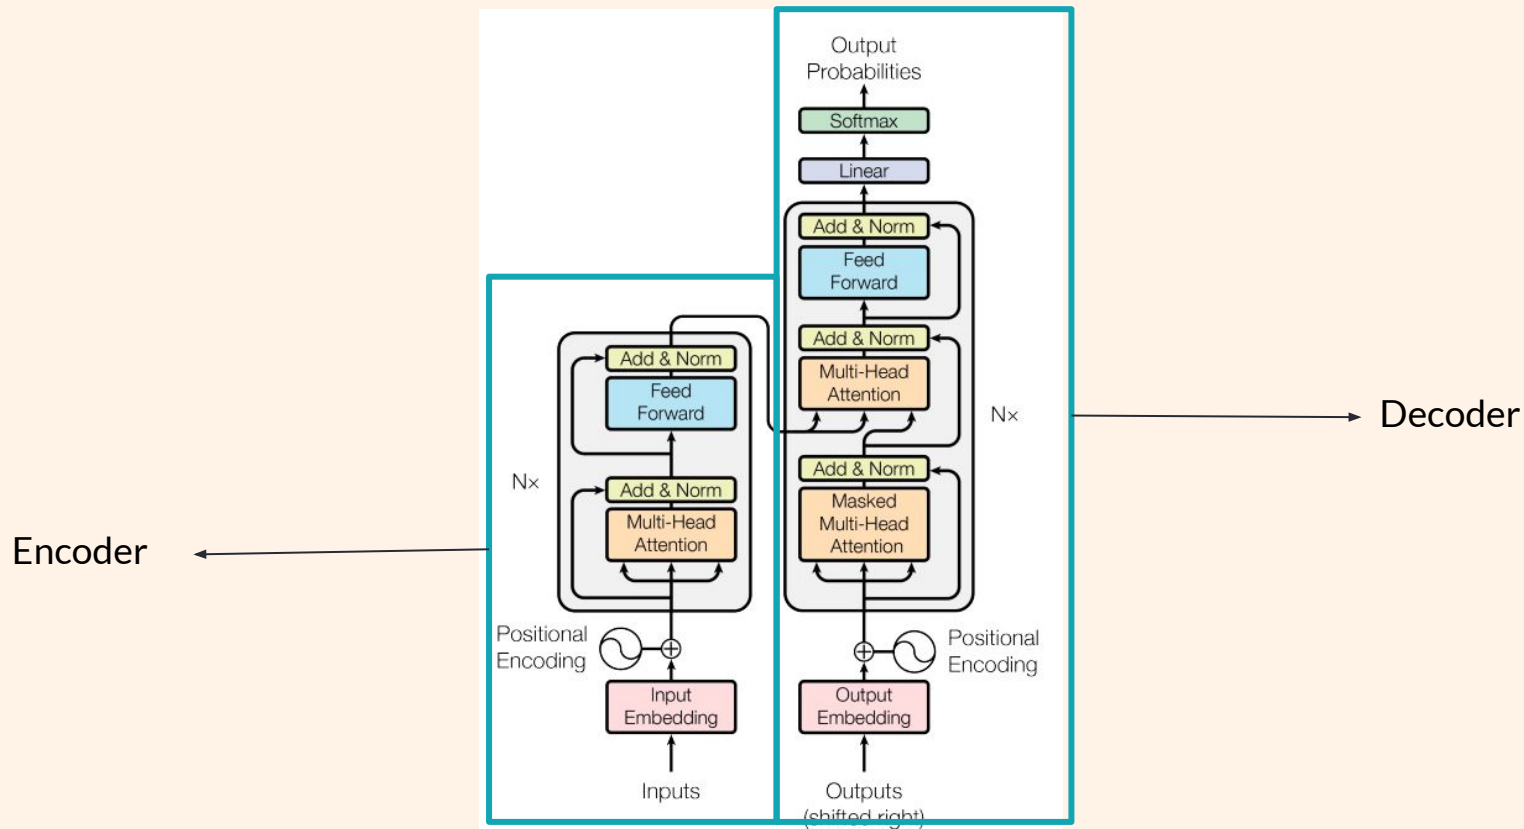 Output
Probabilities
Softmax
Linear
Add & Norm
Feed
Forward
Add & Norm
Multi-Head
Attention
Nx
Add & Norm
Masked
Multi-Head
Attention
Positional
Encoding
Output
Embedding
Outputs
(shifted right)
Decoder
Add & Norm
Feed
Forward
Nx
Add & Norm
Multi-Head
Attention
Positional
Encoding
Input
Embedding
Inputs
Encoder